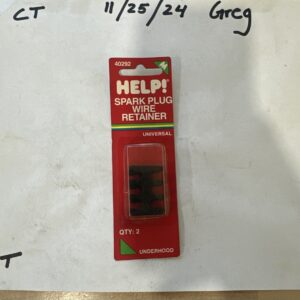 CT 11/25/24 Greg
40292
HELP!
SPARK PLUG
WIRE
RETAINER
UNIVERSAL
QTY: 2
UNDERHOOD
T